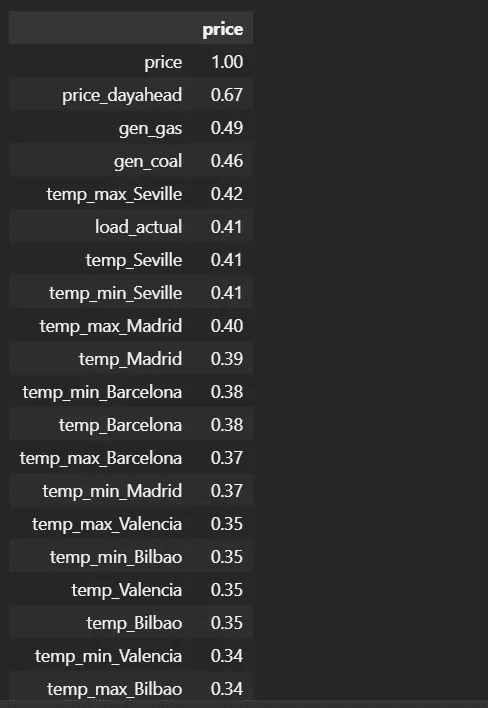 price
price 1.00
price_dayahead 0.67
gen_gas 0.49
gen_coal 0.46
temp_max_Seville 0.42
load_actual 0.41
temp_Seville 0.41
temp_min_Seville 0.41
temp_max_Madrid 0.40
temp_Madrid 0.39
temp_min_Barcelona 0.38
temp_Barcelona 0.38
temp_max_Barcelona 0.37
temp_min_Madrid 0.37
temp_max_Valencia 0.35
temp_min_Bilbao 0.35
temp_Valencia 0.35
temp_Bilbao 0.35
temp_min_Valencia 0.34
temp_max_Bilbao 0.34